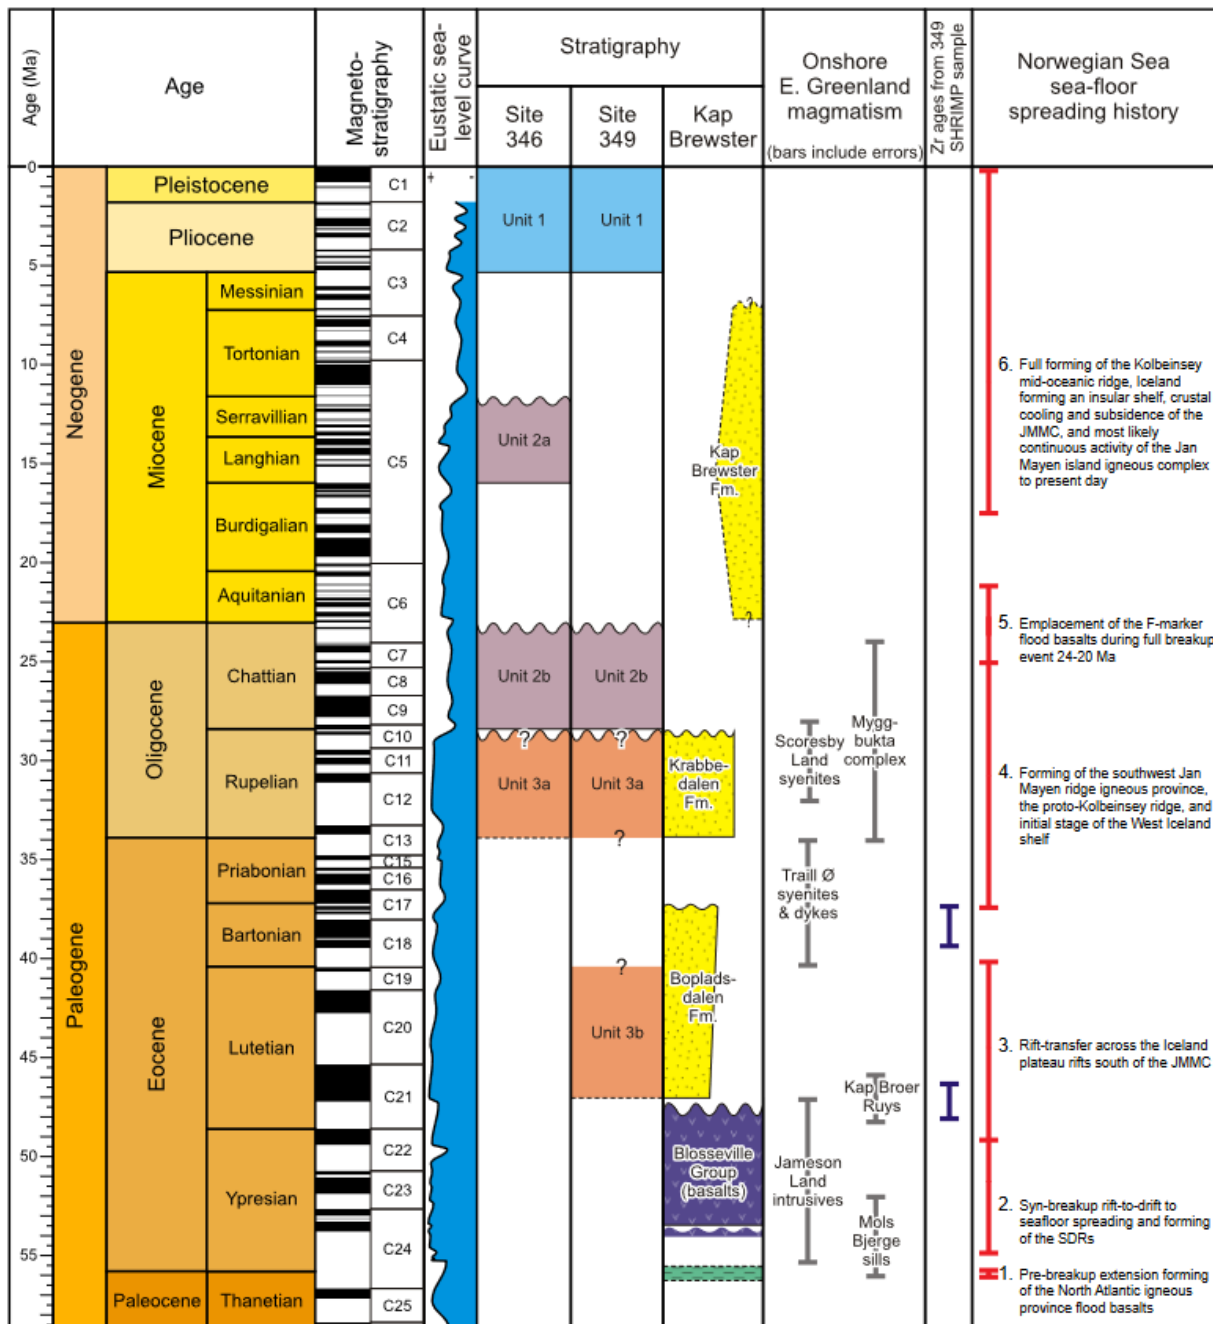 Age (Ma)
Age
Magneto-
stratigraphy
Eustatic sea-
level curve
Stratigraphy
Site
346
Site
349
Kap
Brewster
Onshore
E. Greenland
magmatism
(bars include errors)
Zr ages from 349
SHRIMP sample
Norwegian Sea
sea-floor
spreading history
0
5
10
15
20
25
30
35
40
45
50
55
Neogene
Paleogene
Pleistocene
Pliocene
Miocene
Oligocene
Eocene
Paleocene
Messinian
Tortonian
Serravillian
Langhian
Burdigalian
Aquitanian
Chattian
Rupelian
Priabonian
Bartonian
Lutetian
Ypresian
Thanetian
C1
C2
C3
C4
C5
C6
C7
C8
C9
C10
C11
C12
C13
C15
C16
C17
C18
C19
C20
C21
C22
C23
C24
C25
+ -
Unit 1
Unit 2a
Unit 2b
?
Unit 3a
Unit 1
Unit 2b
?
Unit 3a
?
?
Unit 3b
?
Kap
Brewster
Fm.
?
Krabbe-
dalen
Fm.
Boplads-
dalen
Fm.
Blosseville
Group
(basalts)
Scoresby
Land
syenites
Mygg-
bukta
complex
Traill Ø
syenites
& dykes
Kap Broer
Ruys
Jameson
Land
intrusives
Mols
Bjerge
sills
6. Full forming of the Kolbeinsey
mid-oceanic ridge, Iceland
forming an insular shelf, crustal
cooling and subsidence of the
JMMC, and most likely
continuous activity of the Jan
Mayen island igneous complex
to present day
5. Emplacement of the F-marker
flood basalts during full breakup
event 24-20 Ma
4. Forming of the southwest Jan
Mayen ridge igneous province,
the proto-Kolbeinsey ridge, and
initial stage of the West Iceland
shelf
3. Rift-transfer across the Iceland
plateau rifts south of the JMMC
2. Syn-breakup rift-to-drift to
seafloor spreading and forming
of the SDRs
1. Pre-breakup extension forming
of the North Atlantic igneous
province flood basalts